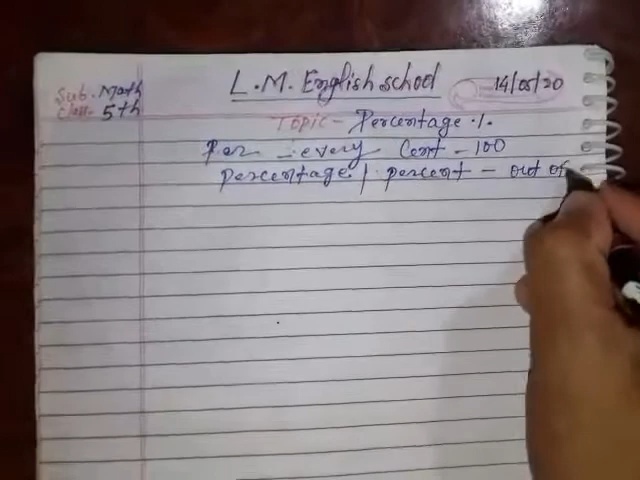 Sub. Math
Class- 5th
L.M. English school
14/05/20
Topic - Percentage %.
Per - every Cent - 100
percentage / percent - out of